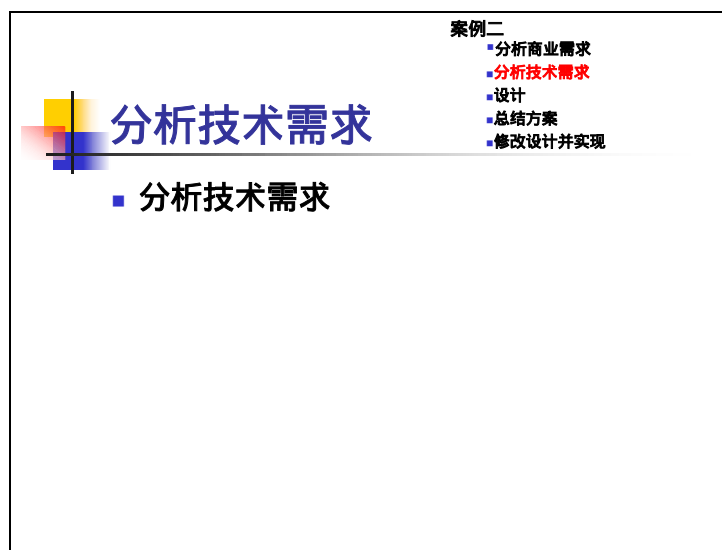 案例二
分析商业需求
分析技术需求
设计
总结方案
修改设计并实现
分析技术需求
分析技术需求